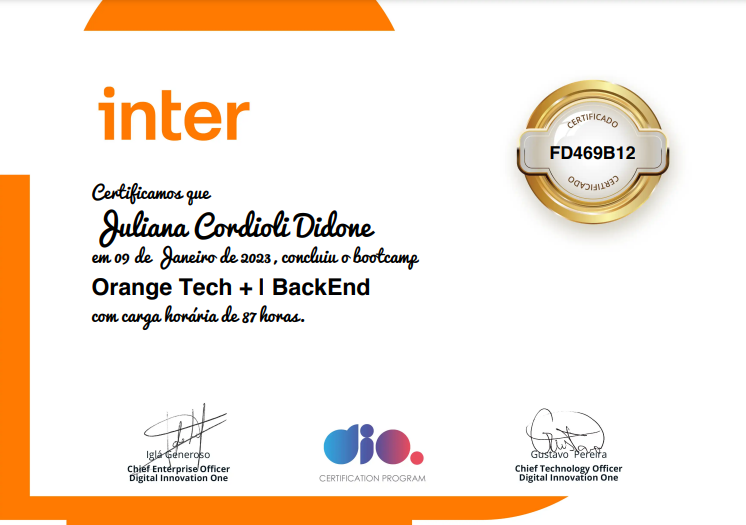 inter
CERTIFICADO
FD469B12
CERTIFICADO
Certificamos que
Juliana Cordioli Didone
em 09 de Janeiro de 2023, concluiu o bootcamp
Orange Tech + | BackEnd
com carga horária de 87 horas.
Iglá Generoso
Chief Enterprise Officer
Digital Innovation One
dio.
CERTIFICATION PROGRAM
Gustavo Pereira
Chief Technology Officer
Digital Innovation One